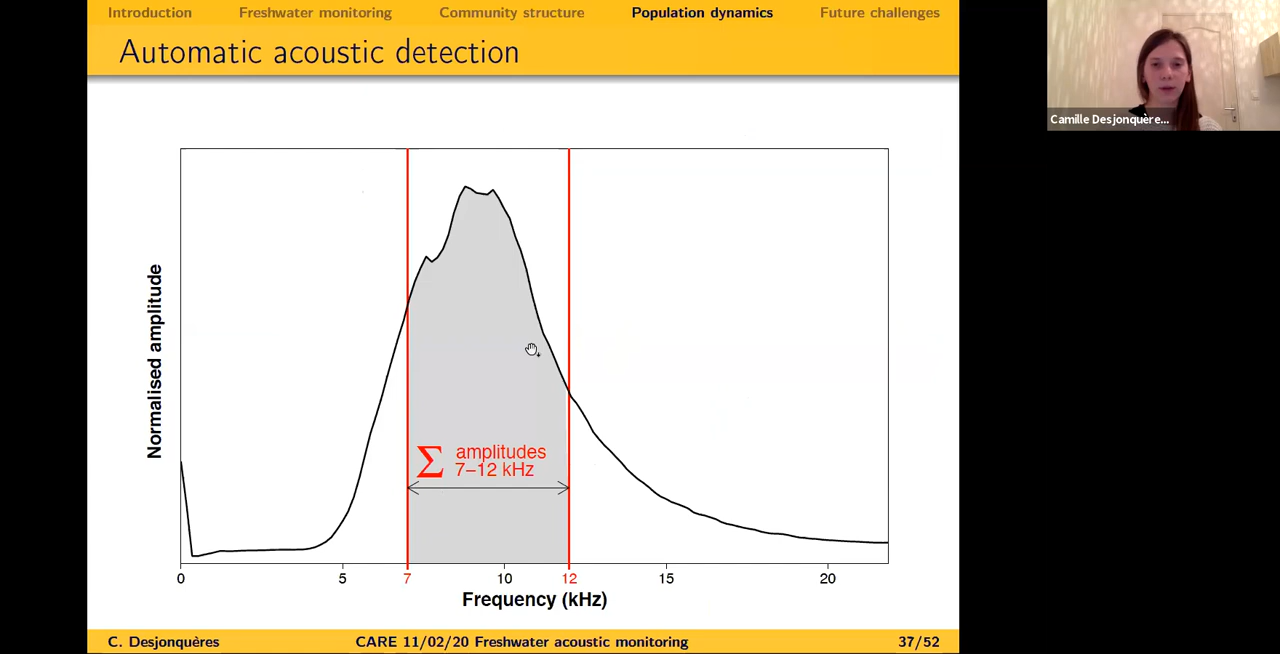 Introduction Freshwater monitoring Community structure Population dynamics Future challenges
Automatic acoustic detection
Camille Desjonquère...
Normalised amplitude
Σ amplitudes
7–12 kHz
0 5 7 10 12 15 20
Frequency (kHz)
C. Desjonquères CARE 11/02/20 Freshwater acoustic monitoring 37/52